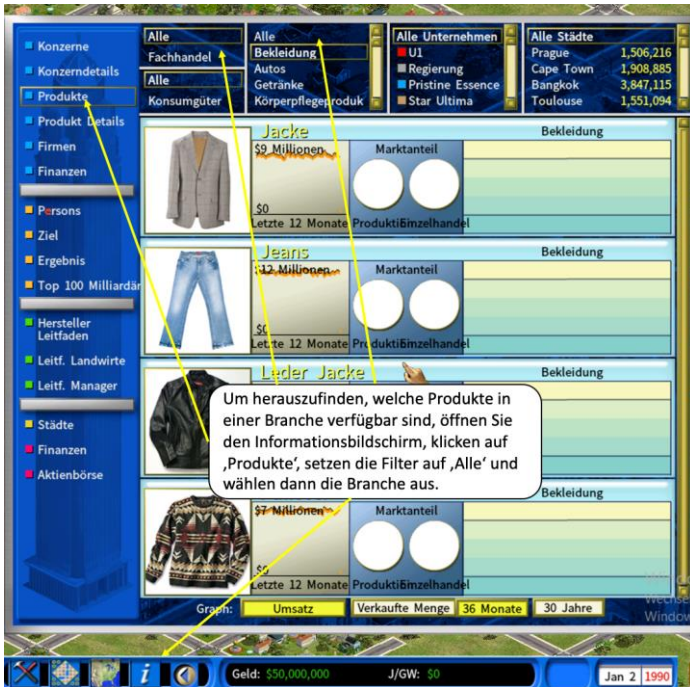 Konzerne
Konzerndetails
Produkte
Produkt Details
Firmen
Finanzen
Persons
Ziel
Ergebnis
Top 100 Milliardär
Hersteller
Leitfaden
Leitf. Landwirte
Leitf. Manager
Städte
Finanzen
Aktienbörse
Alle
Fachhandel
Alle
Konsumgüter
Alle
Bekleidung
Autos
Getränke
Körperpflegeproduk
Alle Unternehmen
U1
Regierung
Pristine Essence
Star Ultima
Alle Städte
Prague 1,506,216
Cape Town 1,908,885
Bangkok 3,847,115
Toulouse 1,551,094
Jacke Bekleidung
$9 Millionen Marktanteil
$0
Letzte 12 Monate Produktion Einzelhandel
Jeans Bekleidung
$12 Millionen Marktanteil
$0
Letzte 12 Monate Produktion Einzelhandel
Leder Jacke Bekleidung
Um herauszufinden, welche Produkte in
einer Branche verfügbar sind, öffnen Sie
den Informationsbildschirm, klicken auf
‚Produkte‘, setzen die Filter auf ‚Alle‘ und
wählen dann die Branche aus.
Bekleidung
$7 Millionen Marktanteil
$0
Letzte 12 Monate Produktion Einzelhandel
Graph: Umsatz Verkaufte Menge 36 Monate 30 Jahre
Wechse
Window
i Geld: $50,000,000 J/GW: $0 Jan 2 1990